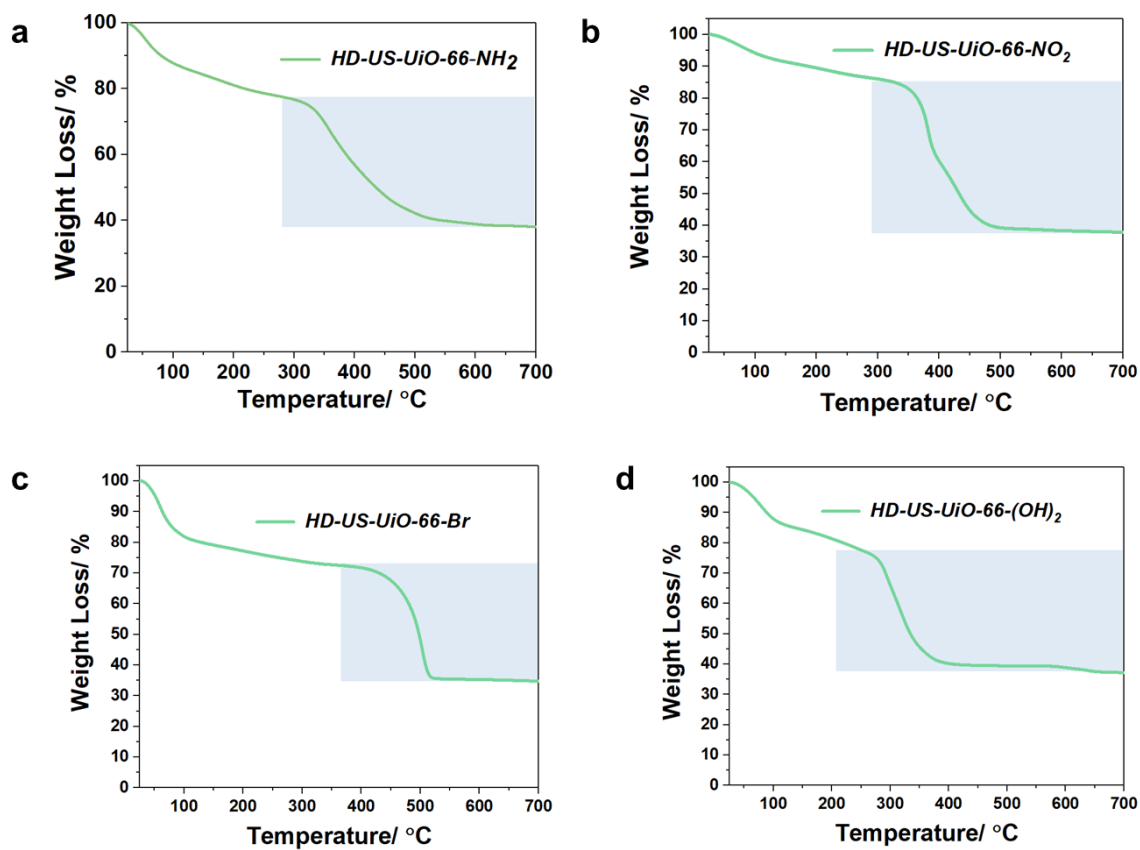 a
HD-US-UiO-66-NH2
Weight Loss/ %
100
80
60
40
20
0
100 200 300 400 500 600 700
Temperature/ °C
b
HD-US-UiO-66-NO2
Weight Loss/ %
100
90
80
70
60
50
40
30
20
10
0
100 200 300 400 500 600 700
Temperature/ °C
c
HD-US-UiO-66-Br
Weight Loss/ %
100
90
80
70
60
50
40
30
20
10
0
100 200 300 400 500 600 700
Temperature/ °C
d
HD-US-UiO-66-(OH)2
Weight Loss/ %
100
90
80
70
60
50
40
30
20
10
0
100 200 300 400 500 600 700
Temperature/ °C